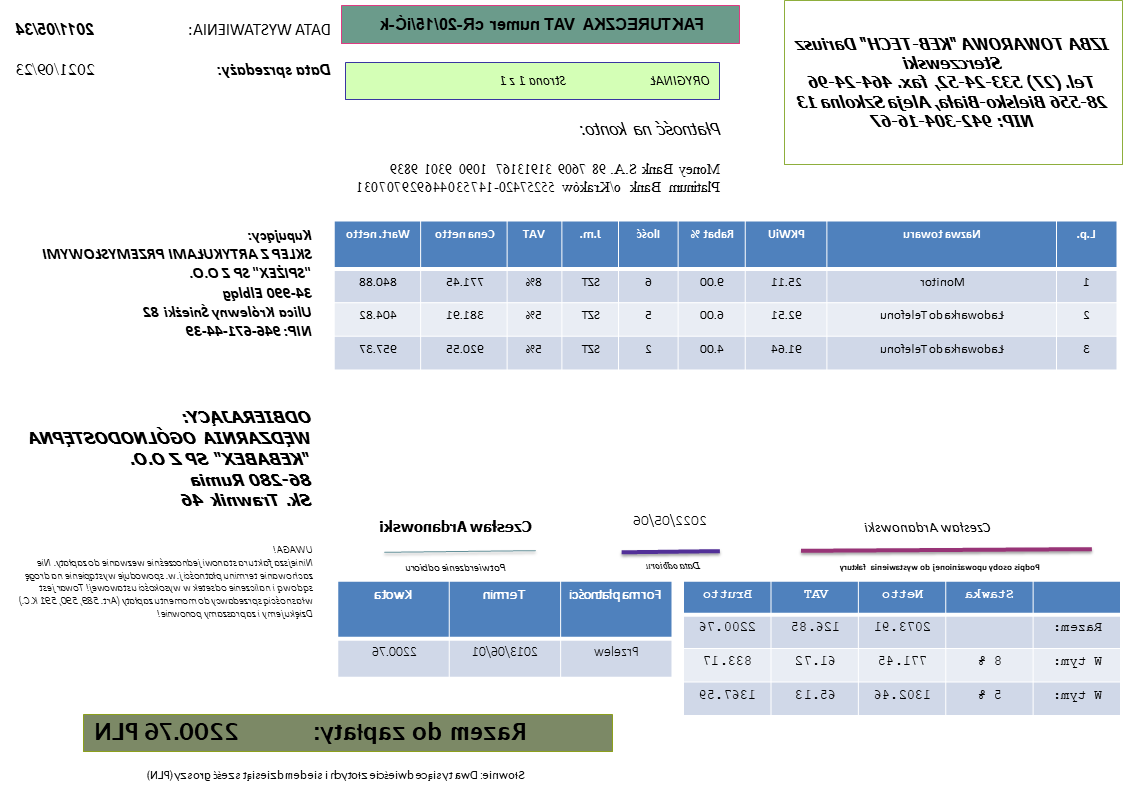 IZBA TOWAROWA "KEB-TECH" Dariusz
Sterczewski
Tel. (27) 533-24-52, fax. 464-24-96
28-556 Bielsko-Biała, Aleja Szkolna 13
NIP: 942-304-16-67
FAKTURECZKA VAT numer cR-20/15/iĆ-k
ORYGINAŁ Strona 1 z 1
DATA WYSTAWIENIA: 2011/05/34
Data sprzedaży: 2021/09/23
Płatność na konto:
Money Bank S.A. 98 7609 31913167 1090 9301 9839
Platinum Bank o/Kraków 55257420-147530446929707031
L.p. Nazwa towaru PKWiU Rabat % Ilość J.m. VAT Cena netto Wart. netto
1 Monitor 25.11 9.00 6 SZT 8% 771.45 840.88
2 Ładowarka do Telefonu 92.51 6.00 5 SZT 5% 381.91 404.82
3 Ładowarka do Telefonu 91.64 4.00 2 SZT 5% 920.55 957.37
Kupujący:
SKLEP Z ARTYKUŁAMI PRZEMYSŁOWYMI
"SPIŻEX" SP Z O.O.
34-990 Elbląg
Ulica Królewny Śnieżki 82
NIP: 946-671-44-39
ODBIERAJĄCY:
WĘDZARNIA OGÓLNODOSTĘPNA
"KEBABEX" SP Z O.O.
86-280 Rumia
Sk. Trawnik 46
Czesław Ardanowski
Podpis osoby upoważnionej do wystawienia faktury
2022/05/06
Data odbioru
Czesław Ardanowski
Potwierdzenie odbioru
UWAGA!
Niniejsza faktura stanowi jednocześnie wezwanie do zapłaty. Nie
zachowanie terminu płatności j.w. spowoduje wystąpienie na drogę
sądową i naliczenie odsetek w wysokości ustawowej! Towar jest
własnością sprzedawcy do momentu zapłaty (Art. 589, 590, 591 K.C.)
Dziękujemy i zapraszamy ponownie!
Stawka Netto VAT Brutto
Razem: 2073.91 126.85 2200.76
W tym: 8 % 771.45 61.72 833.17
W tym: 5 % 1302.46 65.13 1367.59
Forma płatności Termin Kwota
Przelew 2013/06/01 2200.76
Razem do zapłaty: 2200.76 PLN
Słownie: Dwa tysiące dwieście złotych i siedemdziesiąt sześć groszy (PLN)